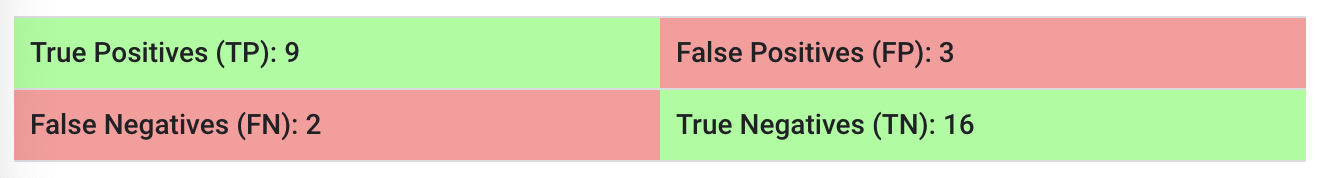 True Positives (TP): 9
False Positives (FP): 3
False Negatives (FN): 2
True Negatives (TN): 16